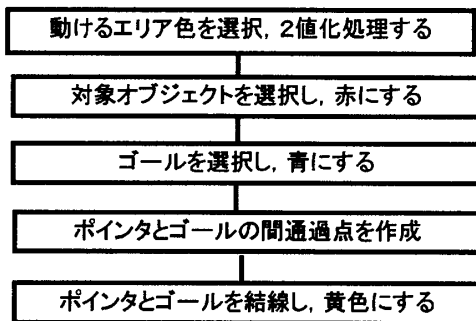 動けるエリア色を選択，２値化処理する
対象オブジェクトを選択し，赤にする
ゴールを選択し，青にする
ポインタとゴールの間通過点を作成
ポインタとゴールを結線し，黄色にする